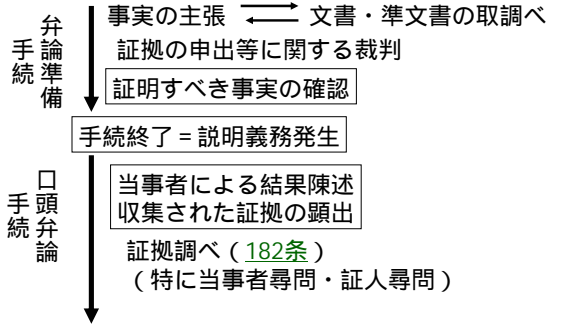 弁論準備
手続
事実の主張 文書・準文書の取調べ
証拠の申出等に関する裁判
証明すべき事実の確認
手続終了＝説明義務発生
口頭弁論
手続
当事者による結果陳述
収集された証拠の顕出
証拠調べ（182条）
（特に当事者尋問・証人尋問）